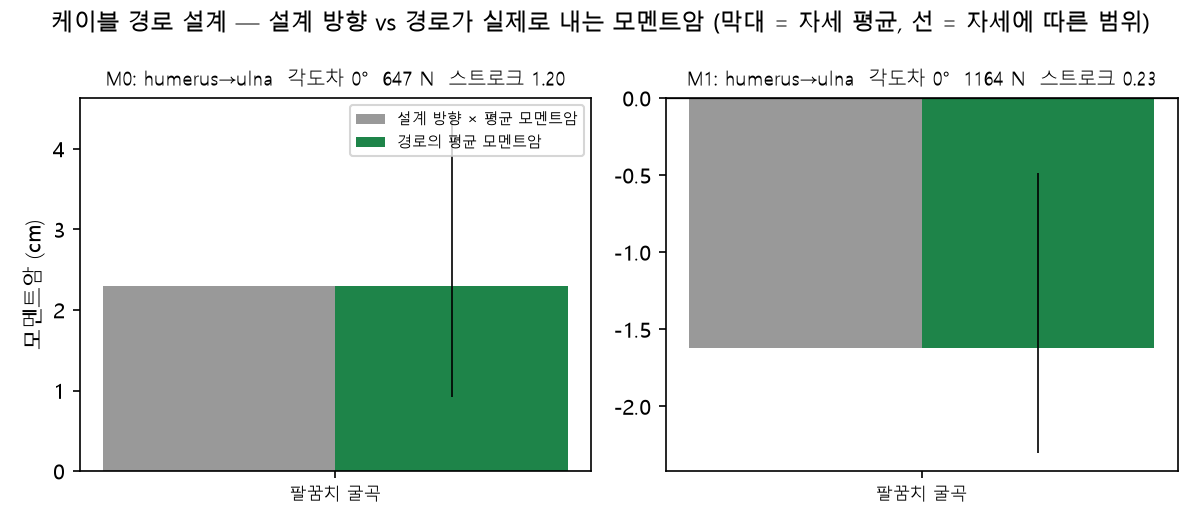 케이블 경로 설계 — 설계 방향 vs 경로가 실제로 내는 모멘트암 (막대 = 자세 평균, 선 = 자세에 따른 범위)
M0: humerus→ulna 각도차 0° 647 N 스트로크 1.20
모멘트암 (cm)
4
3
2
1
0
설계 방향 × 평균 모멘트암
경로의 평균 모멘트암
팔꿈치 굴곡
M1: humerus→ulna 각도차 0° 1164 N 스트로크 0.23
0.0
-0.5
-1.0
-1.5
-2.0
팔꿈치 굴곡